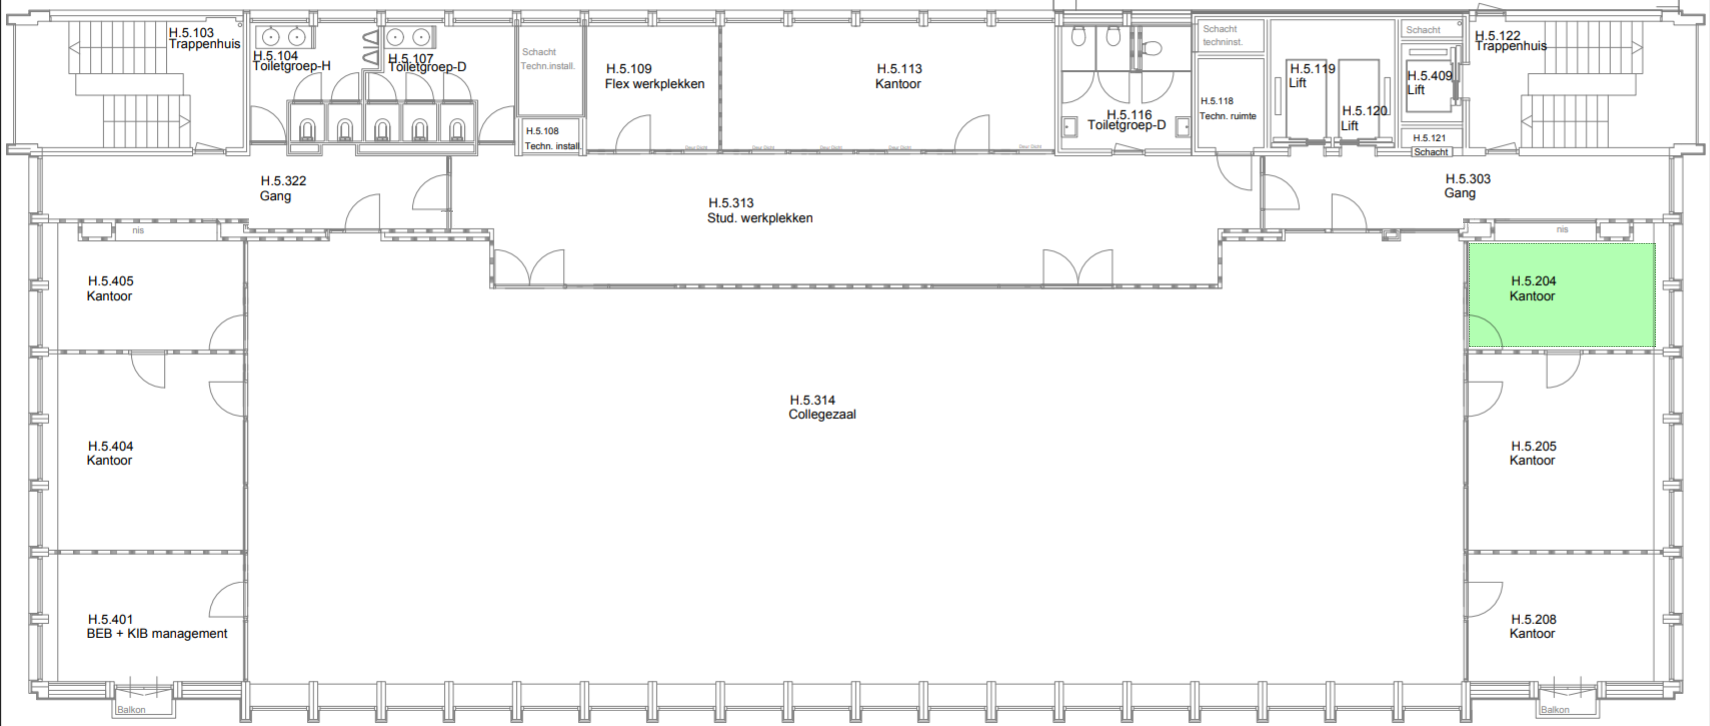 H.5.103
Trappenhuis
H.5.104
Toiletgroep-H
H.5.107
Toiletgroep-D
Schacht
Techn.install.
H.5.108
Techn. install.
H.5.109
Flex werkplekken
H.5.113
Kantoor
H.5.116
Toiletgroep-D
Schacht
techninst.
H.5.118
Techn. ruimte
H.5.119
Lift
H.5.120
Lift
Schacht
H.5.409
Lift
H.5.121
Schacht
H.5.122
Trappenhuis
H.5.322
Gang
H.5.313
Stud. werkplekken
H.5.303
Gang
nis
nis
H.5.405
Kantoor
H.5.204
Kantoor
H.5.314
Collegezaal
H.5.404
Kantoor
H.5.205
Kantoor
H.5.401
BEB + KIB management
H.5.208
Kantoor
Balkon
Balkon